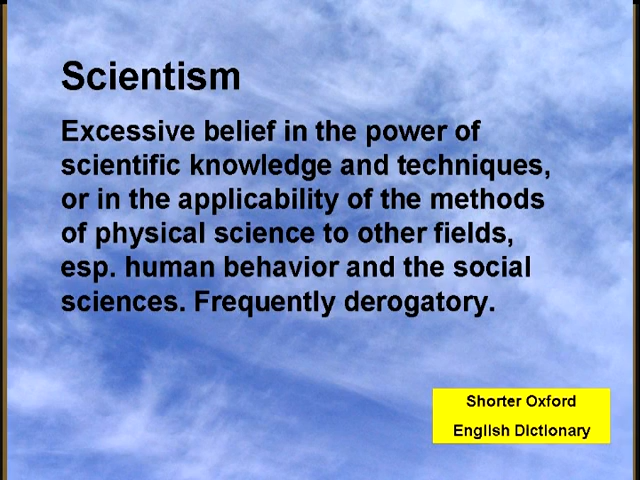 Scientism
Excessive belief in the power of
scientific knowledge and techniques,
or in the applicability of the methods
of physical science to other fields,
esp. human behavior and the social
sciences. Frequently derogatory.
Shorter Oxford
English Dictionary